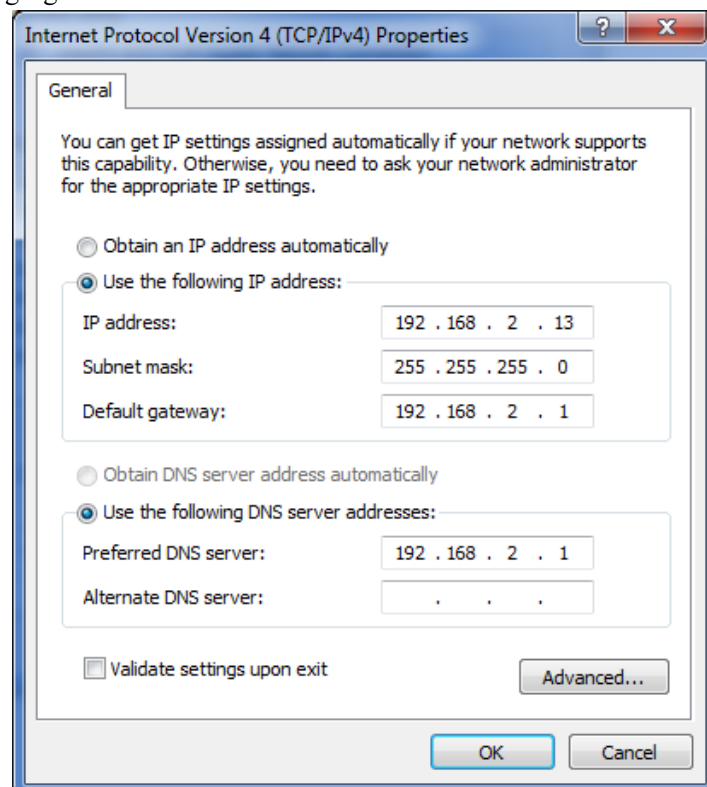 Internet Protocol Version 4 (TCP/IPv4) Properties
?
X
General
You can get IP settings assigned automatically if your network supports
this capability. Otherwise, you need to ask your network administrator
for the appropriate IP settings.
Obtain an IP address automatically
Use the following IP address:
IP address: 192 . 168 . 2 . 13
Subnet mask: 255 . 255 . 255 . 0
Default gateway: 192 . 168 . 2 . 1
Obtain DNS server address automatically
Use the following DNS server addresses:
Preferred DNS server: 192 . 168 . 2 . 1
Alternate DNS server: . . .
Validate settings upon exit
Advanced...
OK Cancel